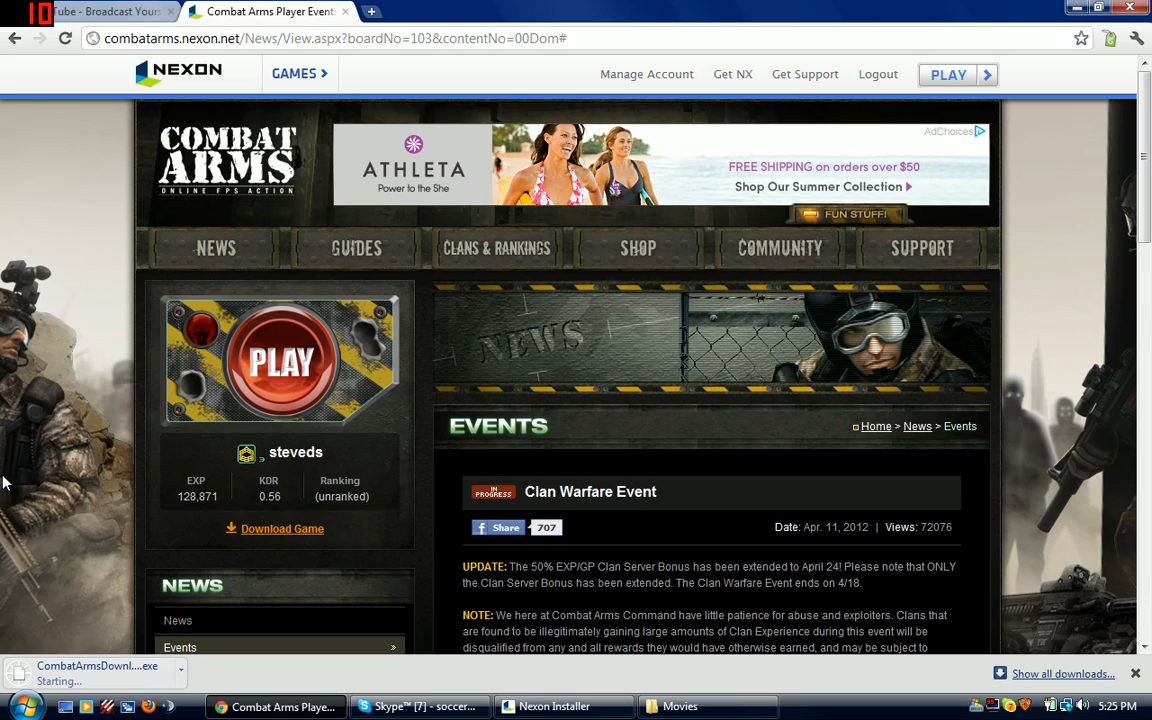 10
Tube - Broadcast Yours
Combat Arms Player Event
combatarms.nexon.net/News/View.aspx?boardNo=103&contentNo=00Dom#
NEXON
GAMES
Manage Account
Get NX
Get Support
Logout
PLAY
COMBAT
ARMS
ONLINE FPS ACTION
ATHLETA
Power to the She
AdChoices
FREE SHIPPING on orders over $50
Shop Our Summer Collection
FUN STUFF!
NEWS
GUIDES
CLANS & RANKINGS
SHOP
COMMUNITY
SUPPORT
PLAY
NEWS
steveds
EXP
KDR
Ranking
128,871
0.56
(unranked)
Download Game
EVENTS
Home > News > Events
IN PROGRESS
Clan Warfare Event
Share
707
Date: Apr. 11, 2012 | Views: 72076
UPDATE: The 50% EXP/GP Clan Server Bonus has been extended to April 24! Please note that ONLY
the Clan Server Bonus has been extended. The Clan Warfare Event ends on 4/18.
NOTE: We here at Combat Arms Command have little patience for abuse and exploiters. Clans that
are found to be illegitimately gaining large amounts of Clan Experience during this event will be
disqualified from any and all rewards they would have otherwise earned, and may be subject to
NEWS
News
Events
CombatArmsDownl....exe
Starting...
Show all downloads...
Combat Arms Playe...
Skype™ [7] - soccer...
Nexon Installer
Movies
5:25 PM